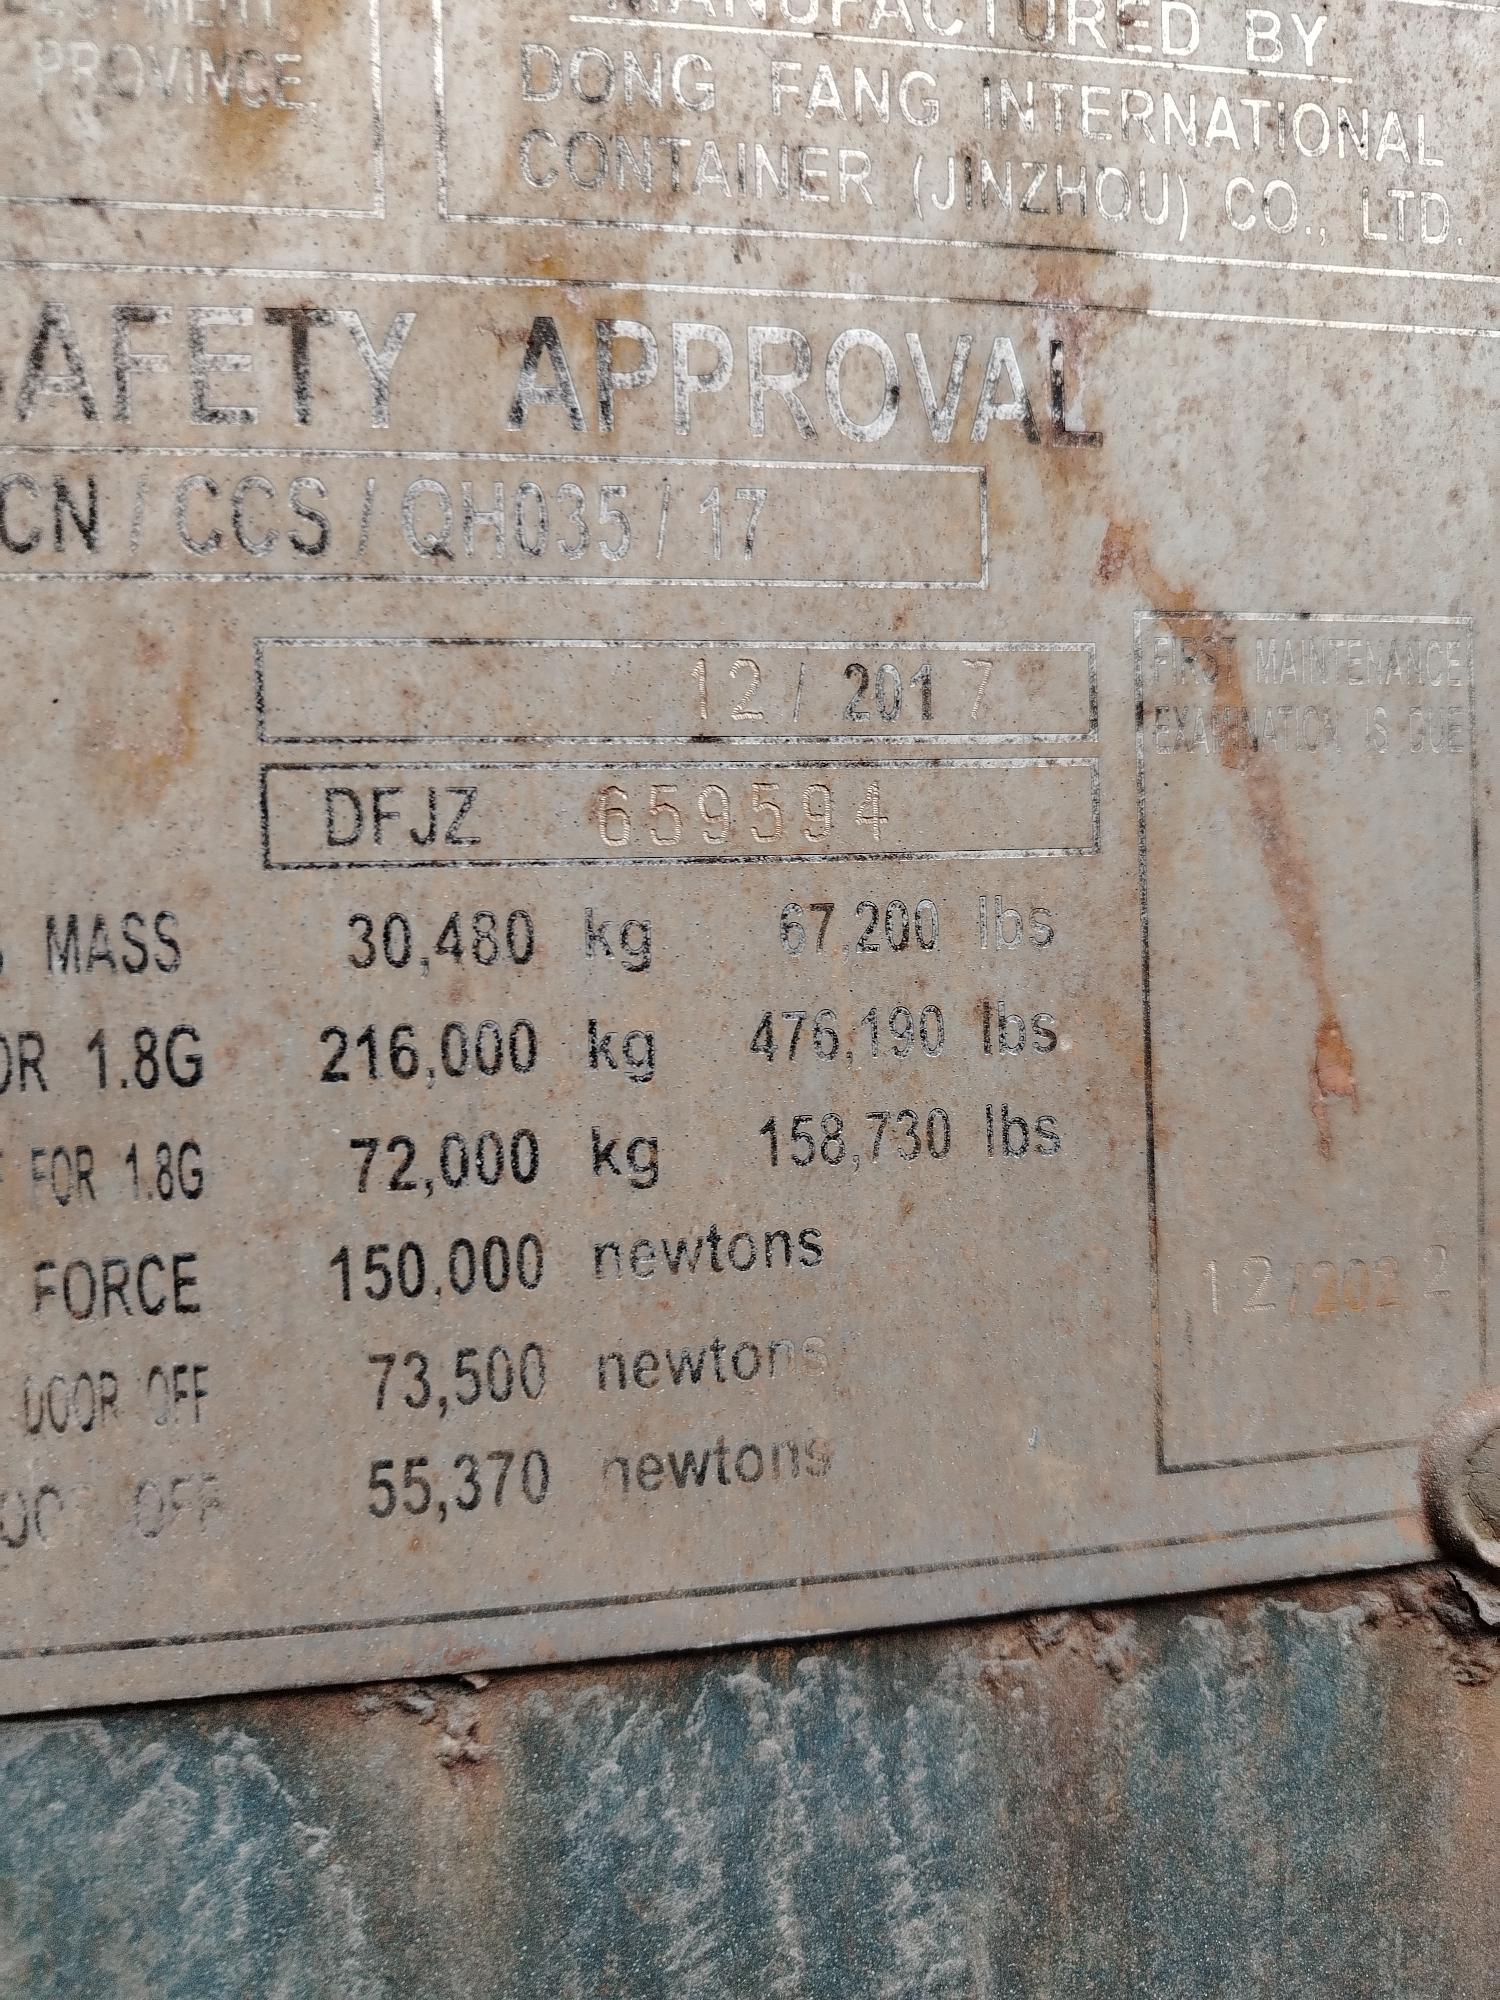 PROVINCE.
MANUFACTURED BY
DONG FANG INTERNATIONAL
CONTAINER (JINZHOU) CO., LTD.
SAFETY APPROVAL
CN / CCS / QH035 / 17
12 / 2017
DFJZ 659594
FIRST MAINTENANCE
EXAMINATION IS DUE
12/2022
MASS 30,480 kg 67,200 lbs
FOR 1.8G 216,000 kg 476,190 lbs
FOR 1.8G 72,000 kg 158,730 lbs
FORCE 150,000 newtons
DOOR OFF 73,500 newtons
OFF 55,370 newtons